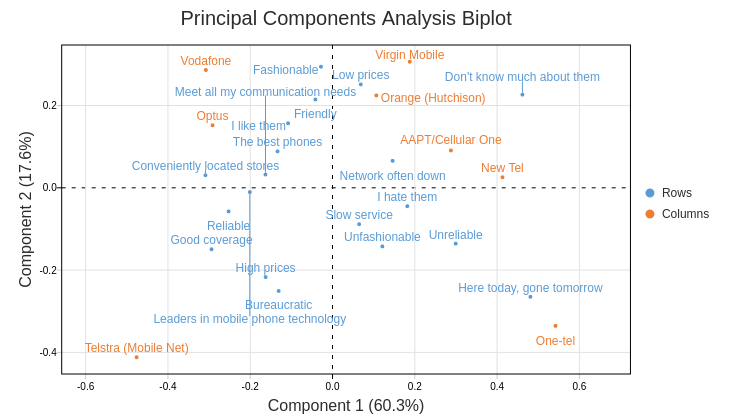 Principal Components Analysis Biplot
Virgin Mobile
Vodafone
Fashionable
Low prices
Don't know much about them
Meet all my communication needs
Orange (Hutchison)
0.2
Optus
Friendly
I like them
The best phones
AAPT/Cellular One
Conveniently located stores
New Tel
Network often down
0.0
Rows
I hate them
Columns
Slow service
Reliable
Good coverage
Unfashionable
Unreliable
High prices
-0.2
Here today, gone tomorrow
Bureaucratic
Leaders in mobile phone technology
One-tel
Telstra (Mobile Net)
-0.4
Component 2 (17.6%)
-0.6
-0.4
-0.2
0.0
0.2
0.4
0.6
Component 1 (60.3%)